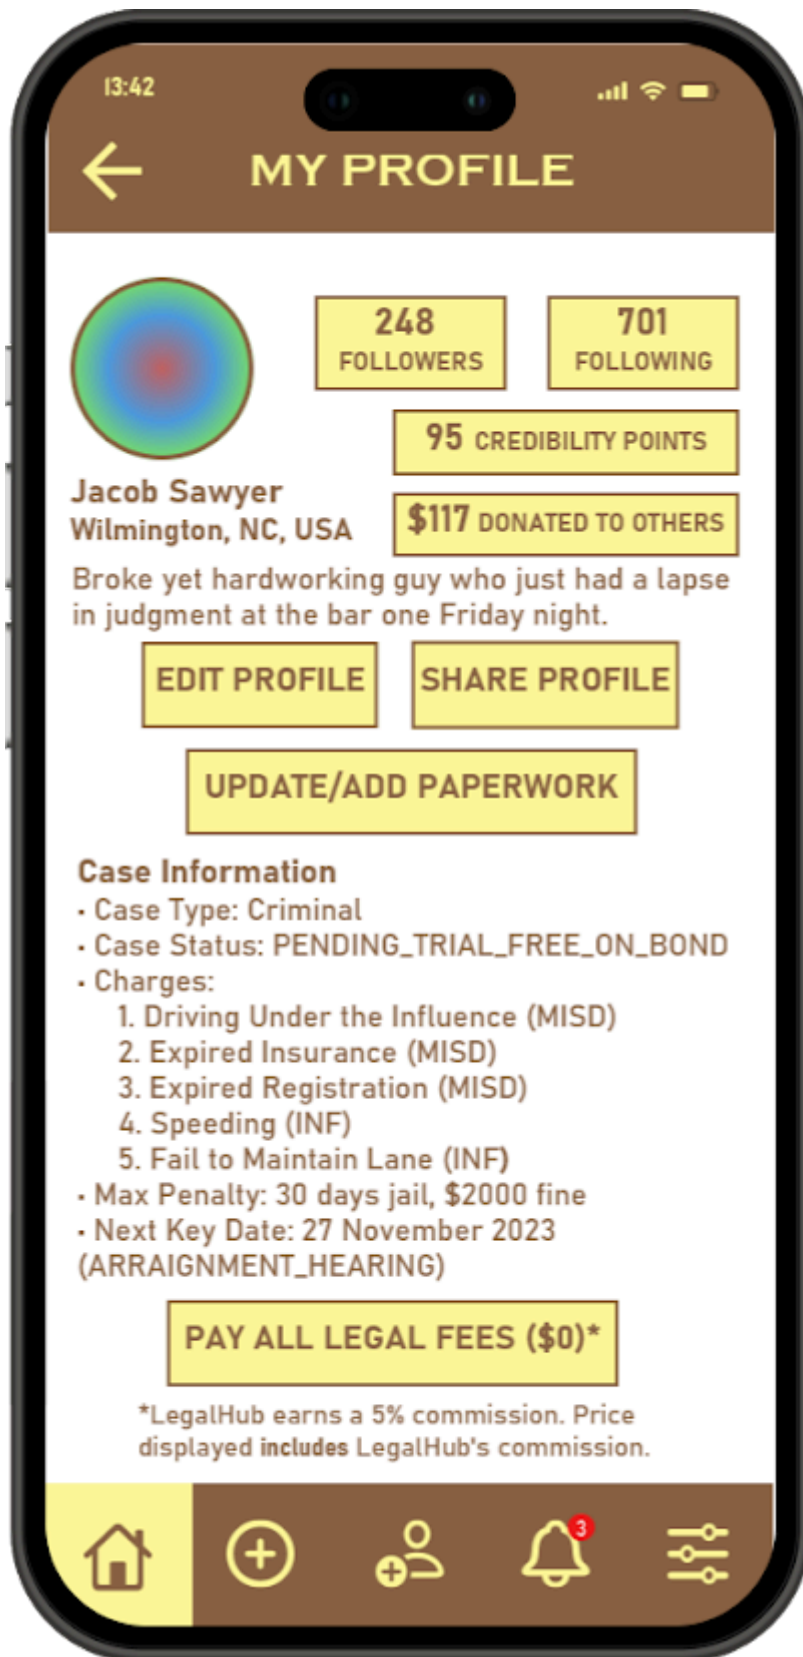 13:42
MY PROFILE
248
FOLLOWERS
701
FOLLOWING
95 CREDIBILITY POINTS
$117 DONATED TO OTHERS
Jacob Sawyer
Wilmington, NC, USA
Broke yet hardworking guy who just had a lapse
in judgment at the bar one Friday night.
EDIT PROFILE
SHARE PROFILE
UPDATE/ADD PAPERWORK
Case Information
· Case Type: Criminal
· Case Status: PENDING_TRIAL_FREE_ON_BOND
· Charges:
1. Driving Under the Influence (MISD)
2. Expired Insurance (MISD)
3. Expired Registration (MISD)
4. Speeding (INF)
5. Fail to Maintain Lane (INF)
· Max Penalty: 30 days jail, $2000 fine
· Next Key Date: 27 November 2023
(ARRAIGNMENT_HEARING)
PAY ALL LEGAL FEES ($0)*
*LegalHub earns a 5% commission. Price
displayed includes LegalHub's commission.
3